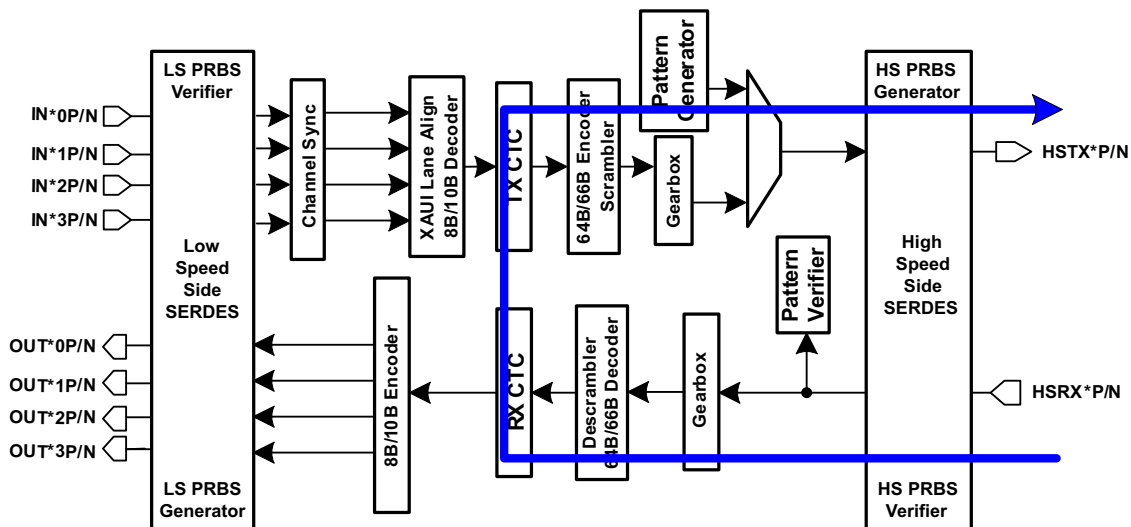 LS PRBS
Verifier
IN*0P/N
IN*1P/N
IN*2P/N
IN*3P/N
Low
Speed
Side
SERDES
OUT*0P/N
OUT*1P/N
OUT*2P/N
OUT*3P/N
LS PRBS
Generator
Channel Sync
XAUI Lane Align
8B/10B Decoder
TX CTC
64B/66B Encoder
Scrambler
Pattern
Generator
Gearbox
HS PRBS
Generator
HSTX*P/N
High
Speed
Side
SERDES
HSRX*P/N
HS PRBS
Verifier
Pattern
Verifier
Gearbox
Descrambler
64B/66B Decoder
RX CTC
8B/10B Encoder